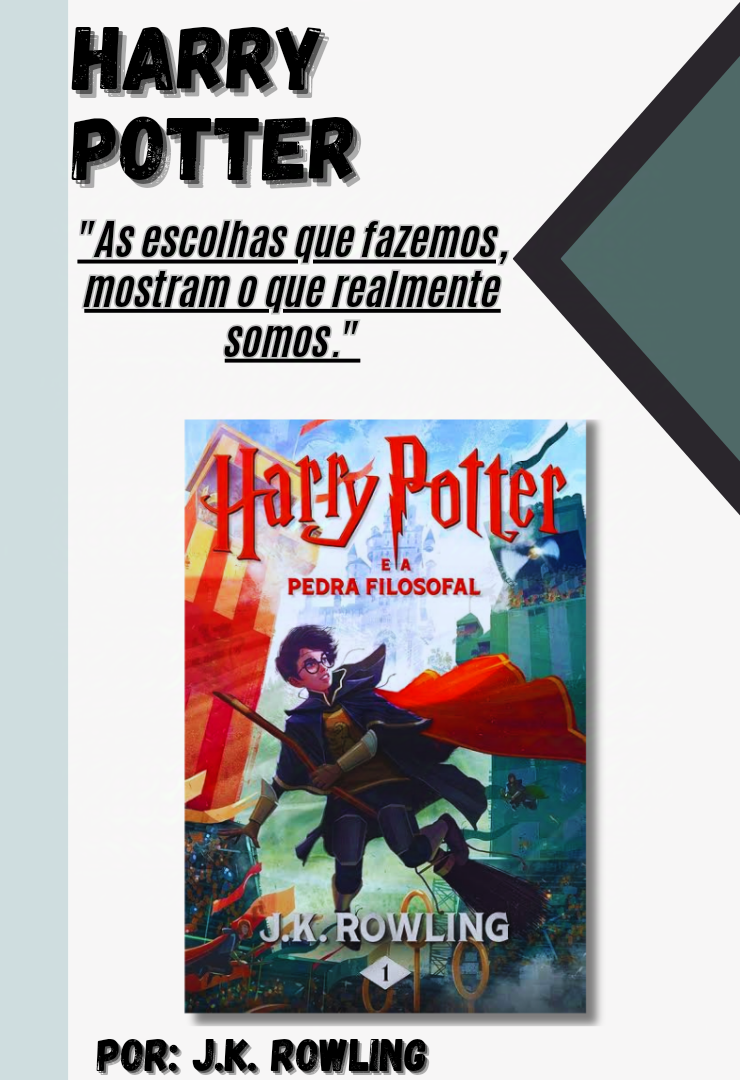 HARRY
POTTER
"As escolhas que fazemos,
mostram o que realmente
somos."
Harry Potter
E A
PEDRA FILOSOFAL
J.K. ROWLING
1
POR: J.K. ROWLING